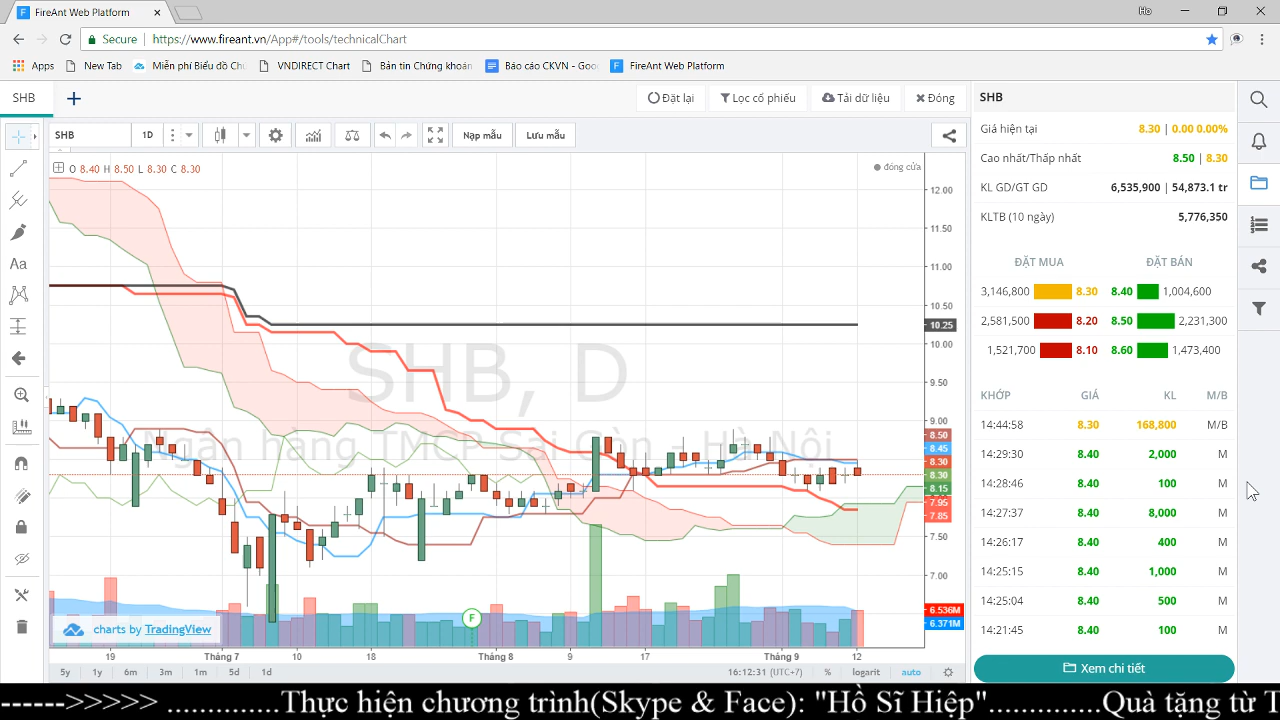 FireAnt Web Platform
Secure | https://www.fireant.vn/App#/tools/technicalChart
Apps New Tab Miễn phí Biểu đồ Chu VNDIRECT Chart Bản tin Chứng khoán Báo cáo CKVN - Goo FireAnt Web Platform
SHB
Đặt lại Lọc cổ phiếu Tải dữ liệu Đóng
SHB 1D Nạp mẫu Lưu mẫu
O 8.40 H 8.50 L 8.30 C 8.30
đóng cửa
Aa
SHB, D
Ngân hàng TMCP Sài Gòn - Hà Nội
12.00
11.50
11.00
10.50
10.25
10.00
9.50
9.00
8.50
8.45
8.30
8.30
8.15
7.95
7.85
7.50
7.00
6.536M
6.371M
F
charts by TradingView
19 Tháng 7 10 18 Tháng 8 9 17 Tháng 9 12
5y 1y 6m 3m 1m 5d 1d 16:12:31 (UTC+7) % logarit auto
SHB
Giá hiện tại 8.30 | 0.00 0.00%
Cao nhất/Thấp nhất 8.50 | 8.30
KL GD/GT GD 6,535,900 | 54,873.1 tr
KLTB (10 ngày) 5,776,350
ĐẶT MUA ĐẶT BÁN
3,146,800 8.30 8.40 1,004,600
2,581,500 8.20 8.50 2,231,300
1,521,700 8.10 8.60 1,473,400
KHỚP GIÁ KL M/B
14:44:58 8.30 168,800 M/B
14:29:30 8.40 2,000 M
14:28:46 8.40 100 M
14:27:37 8.40 8,000 M
14:26:17 8.40 400 M
14:25:15 8.40 1,000 M
14:25:04 8.40 500 M
14:21:45 8.40 100 M
Xem chi tiết
------>>>>> .............Thực hiện chương trình(Skype & Face): "Hồ Sĩ Hiệp"..............Quà tặng từ T